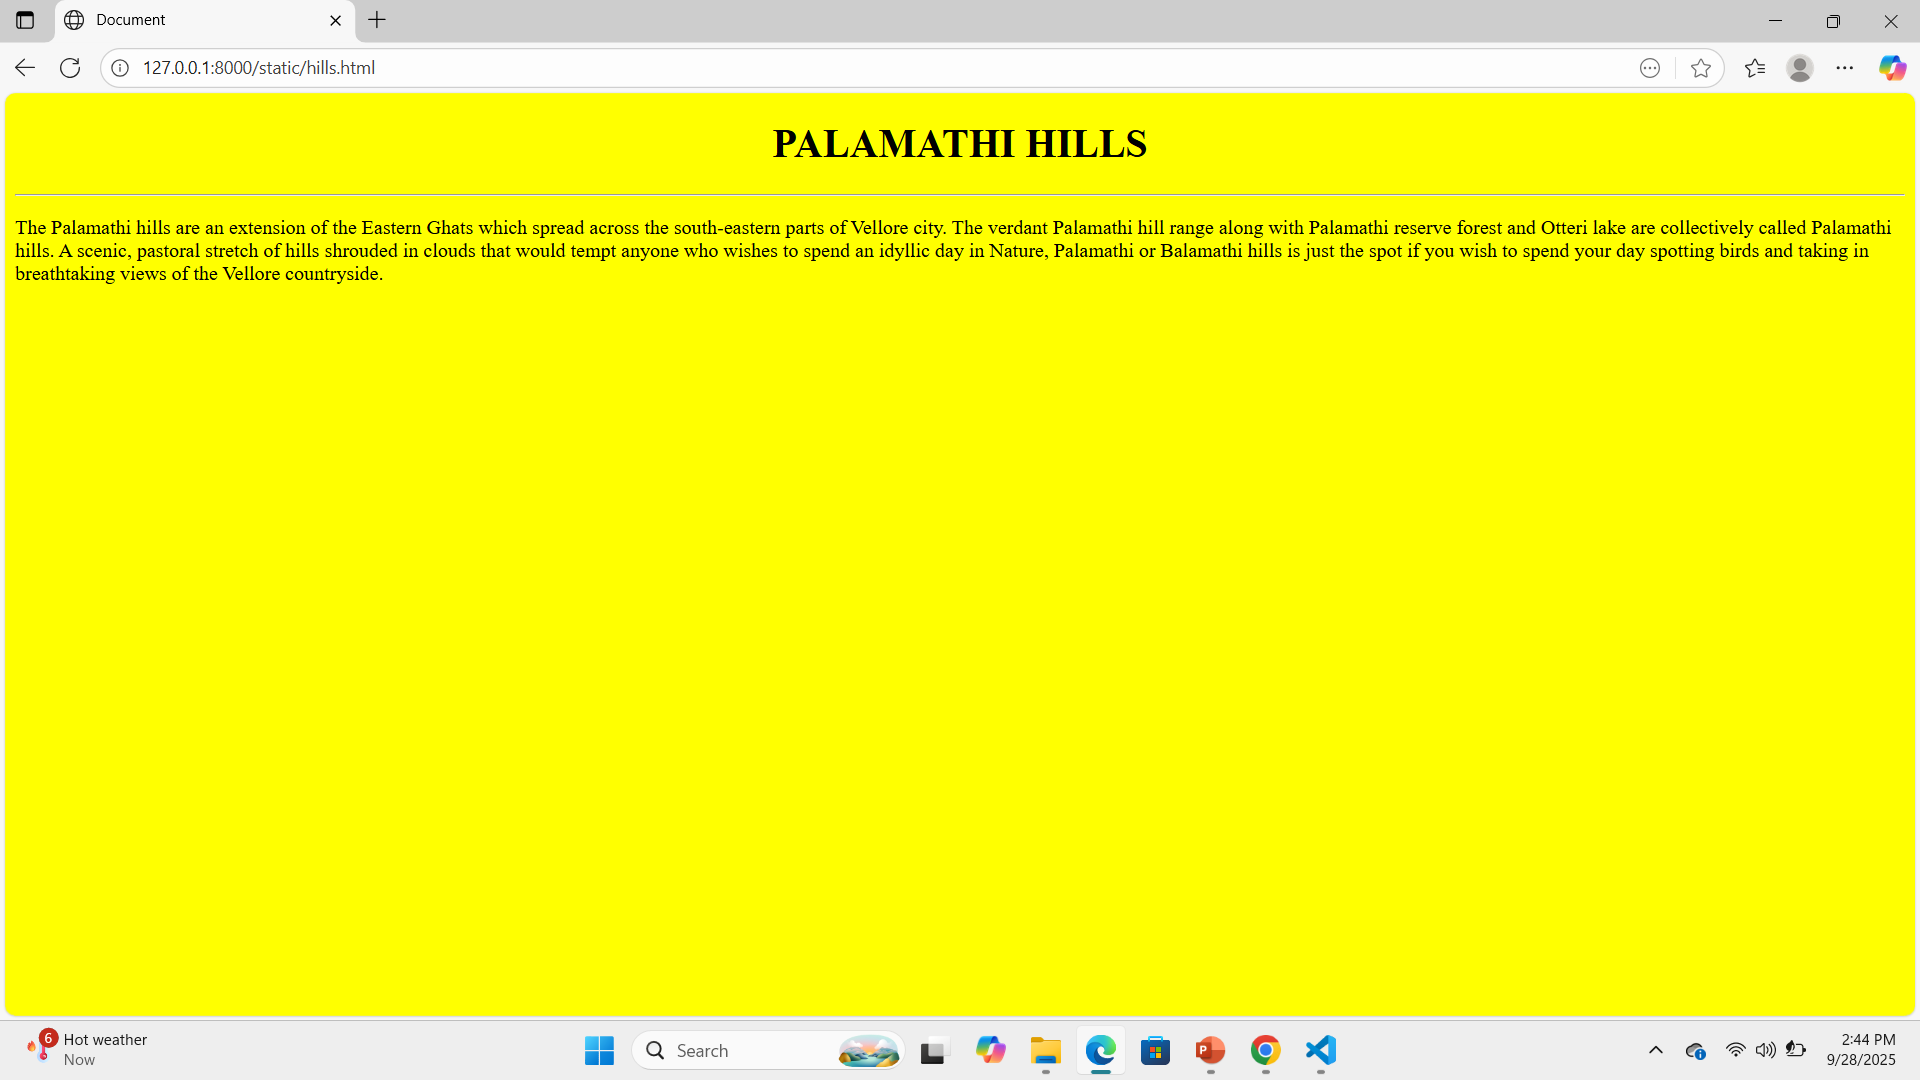 Document
127.0.0.1:8000/static/hills.html
PALAMATHI HILLS
The Palamathi hills are an extension of the Eastern Ghats which spread across the south-eastern parts of Vellore city. The verdant Palamathi hill range along with Palamathi reserve forest and Otteri lake are collectively called Palamathi
hills. A scenic, pastoral stretch of hills shrouded in clouds that would tempt anyone who wishes to spend an idyllic day in Nature, Palamathi or Balamathi hills is just the spot if you wish to spend your day spotting birds and taking in
breathtaking views of the Vellore countryside.
6
Hot weather
Now
Search
P
2:44 PM
9/28/2025